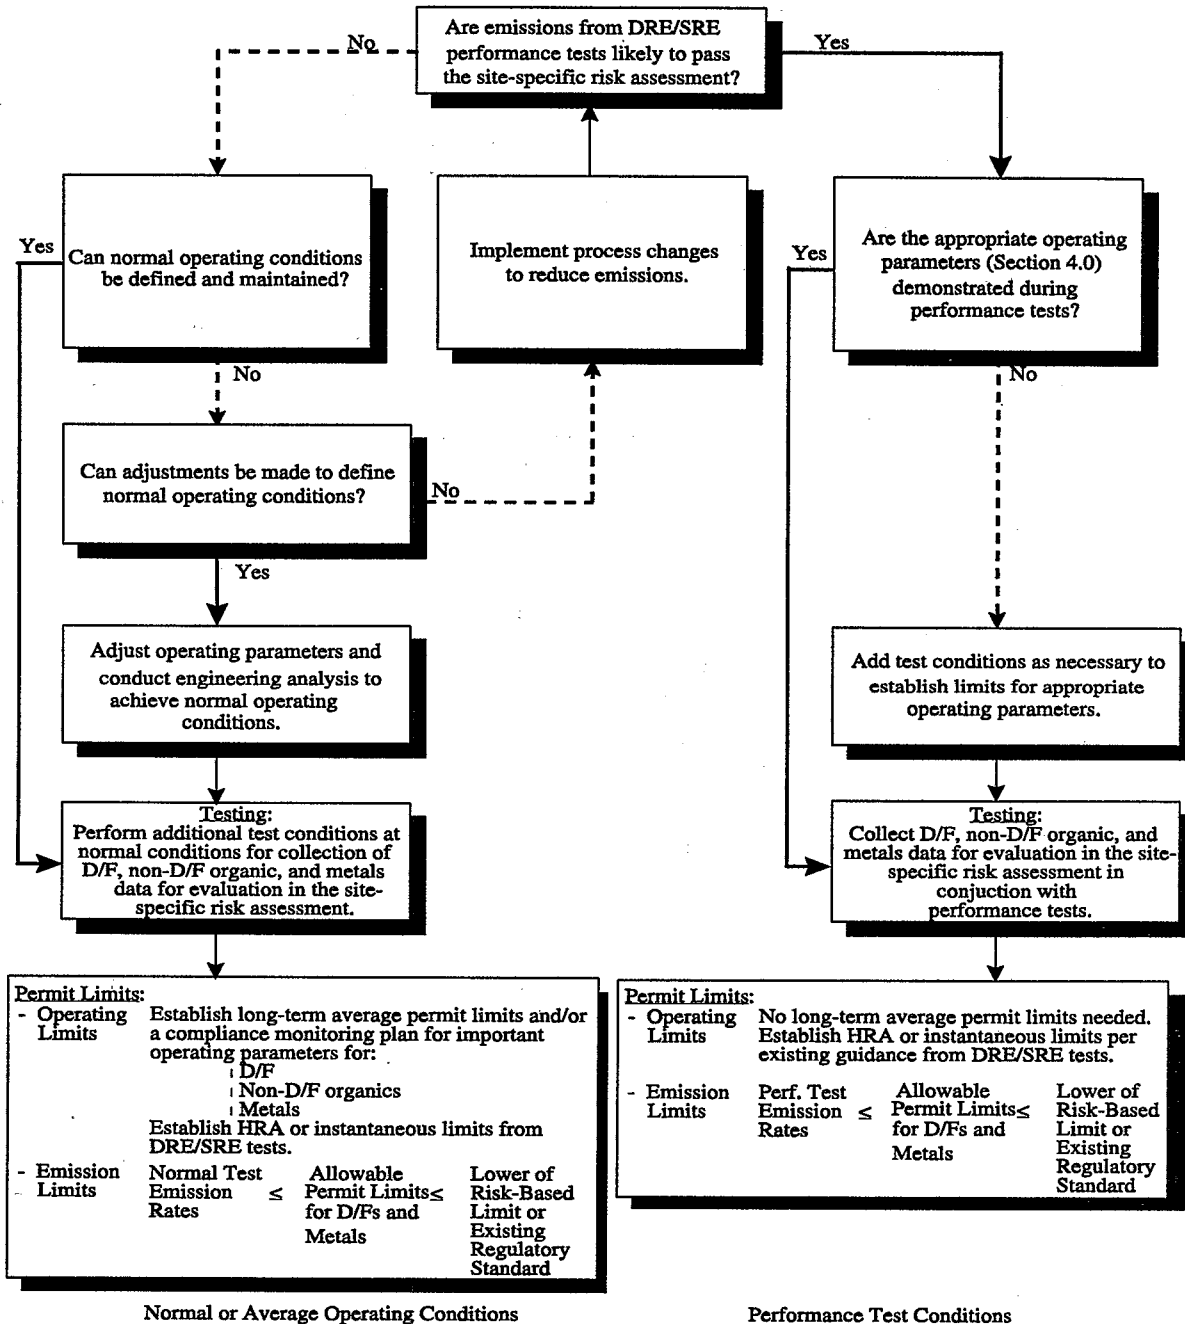 Are emissions from DRE/SRE
performance tests likely to pass
the site-specific risk assessment?
No
Yes
Can normal operating conditions
be defined and maintained?
Yes
Implement process changes
to reduce emissions.
Are the appropriate operating
parameters (Section 4.0)
demonstrated during
performance tests?
Yes
No
No
Can adjustments be made to define
normal operating conditions?
No
Yes
Adjust operating parameters and
conduct engineering analysis to
achieve normal operating
conditions.
Add test conditions as necessary to
establish limits for appropriate
operating parameters.
Testing:
Perform additional test conditions at
normal conditions for collection of
D/F, non-D/F organic, and metals
data for evaluation in the site-
specific risk assessment.
Testing:
Collect D/F, non-D/F organic, and
metals data for evaluation in the site-
specific risk assessment in
conjuction with
performance tests.
Permit Limits:
- Operating Limits
Establish long-term average permit limits and/or
a compliance monitoring plan for important
operating parameters for:
D/F
Non-D/F organics
Metals
Establish HRA or instantaneous limits from
DRE/SRE tests.
- Emission Limits
Normal Test
Emission
Rates
≤
Allowable
Permit Limits
for D/Fs and
Metals
≤
Lower of
Risk-Based
Limit or
Existing
Regulatory
Standard
Permit Limits:
- Operating Limits
No long-term average permit limits needed.
Establish HRA or instantaneous limits per
existing guidance from DRE/SRE tests.
- Emission Limits
Perf. Test
Emission
Rates
≤
Allowable
Permit Limits
for D/Fs and
Metals
≤
Lower of
Risk-Based
Limit or
Existing
Regulatory
Standard
Normal or Average Operating Conditions
Performance Test Conditions